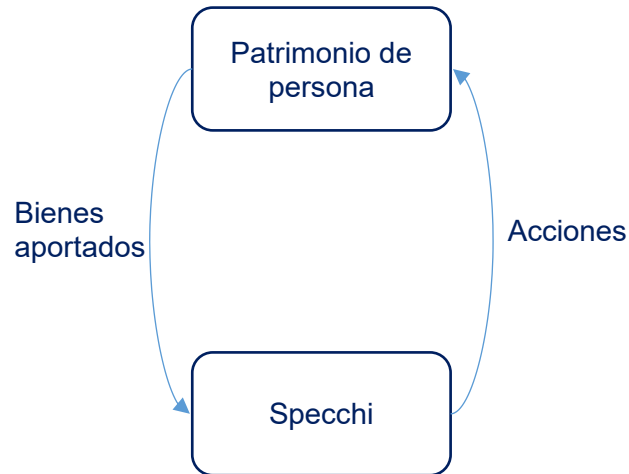 Patrimonio de
persona
Bienes
aportados
Acciones
Specchi